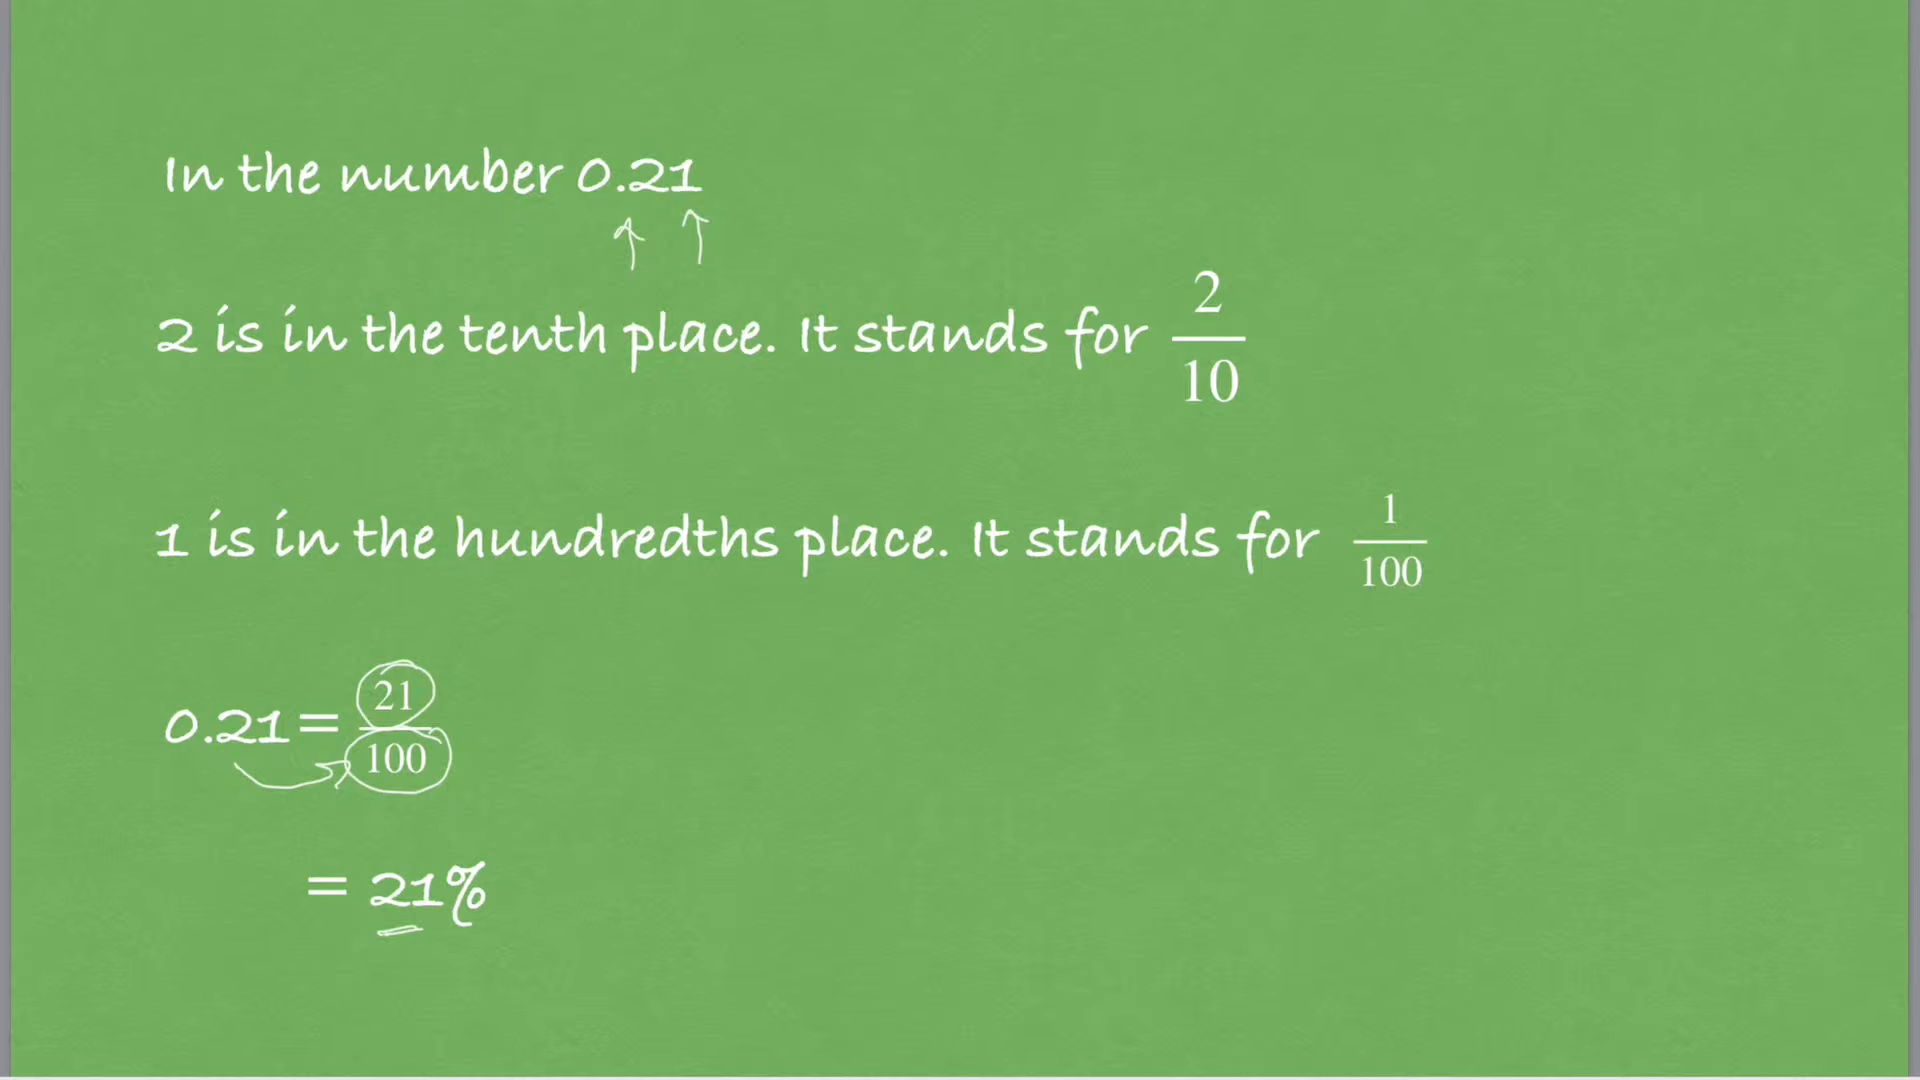 In the number 0.21
2 is in the tenth place. It stands for 2/10
1 is in the hundredths place. It stands for 1/100
0.21 = 21/100
= 21%